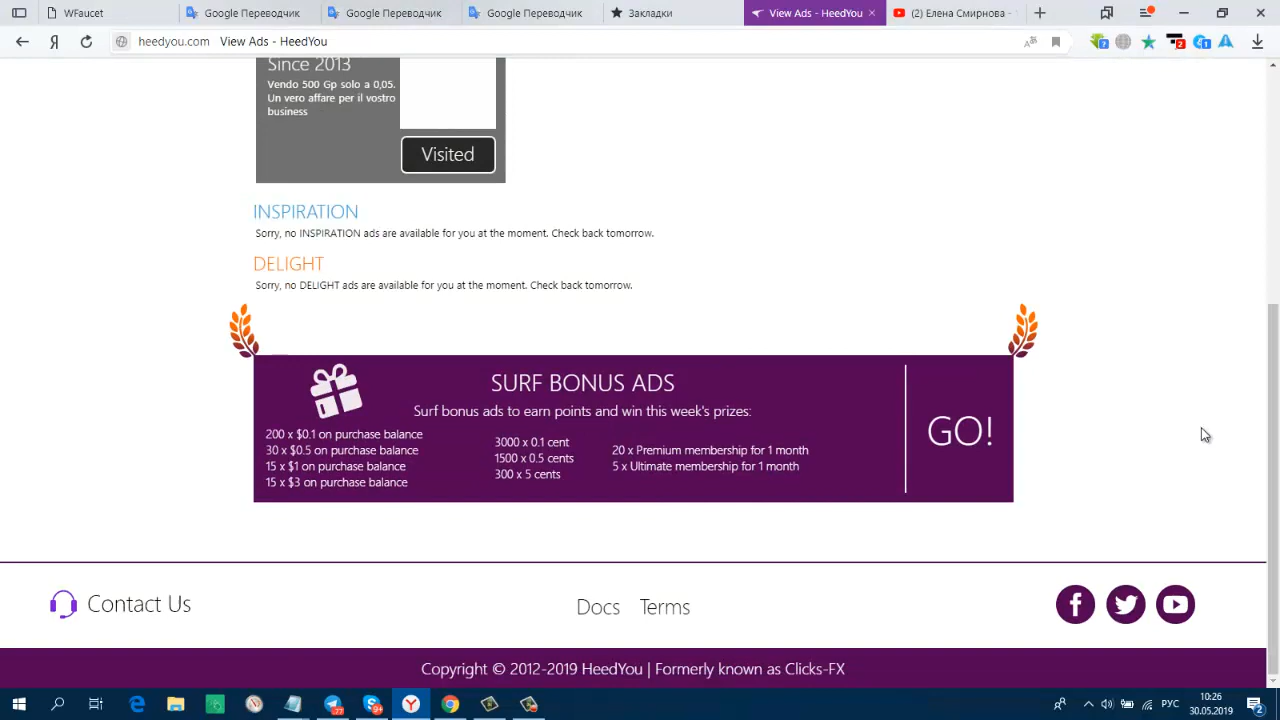 WFaucet
Google Переводчик
Google Переводчик
Google Переводчик
Закладки
View Ads - HeedYou
(2) Елена Смирнова -
heedyou.com View Ads - HeedYou
Since 2013
Vendo 500 Gp solo a 0,05.
Un vero affare per il vostro
business
Visited
INSPIRATION
Sorry, no INSPIRATION ads are available for you at the moment. Check back tomorrow.
DELIGHT
Sorry, no DELIGHT ads are available for you at the moment. Check back tomorrow.
SURF BONUS ADS
Surf bonus ads to earn points and win this week's prizes:
200 x $0.1 on purchase balance
30 x $0.5 on purchase balance
15 x $1 on purchase balance
15 x $3 on purchase balance
3000 x 0.1 cent
1500 x 0.5 cents
300 x 5 cents
20 x Premium membership for 1 month
5 x Ultimate membership for 1 month
GO!
Contact Us
Docs
Terms
Copyright © 2012-2019 HeedYou | Formerly known as Clicks-FX
РУС
10:26
30.05.2019